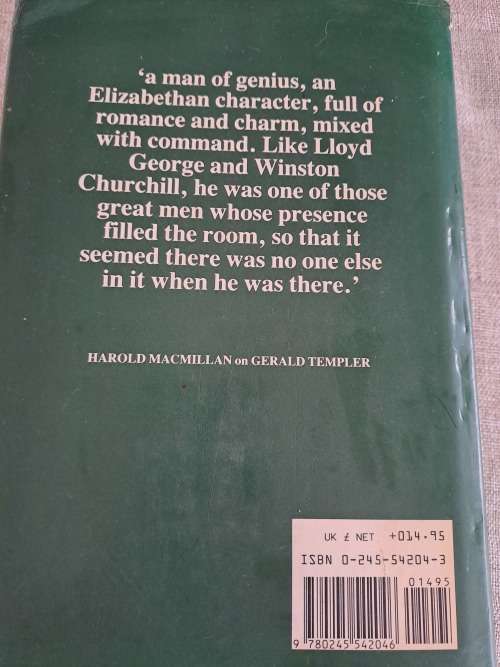 ‘a man of genius, an
Elizabethan character, full of
romance and charm, mixed
with command. Like Lloyd
George and Winston
Churchill, he was one of those
great men whose presence
filled the room, so that it
seemed there was no one else
in it when he was there.’
HAROLD MACMILLAN on GERALD TEMPLER
UK £ NET +014.95
ISBN 0-245-54204-3
01495
9 780245 542046